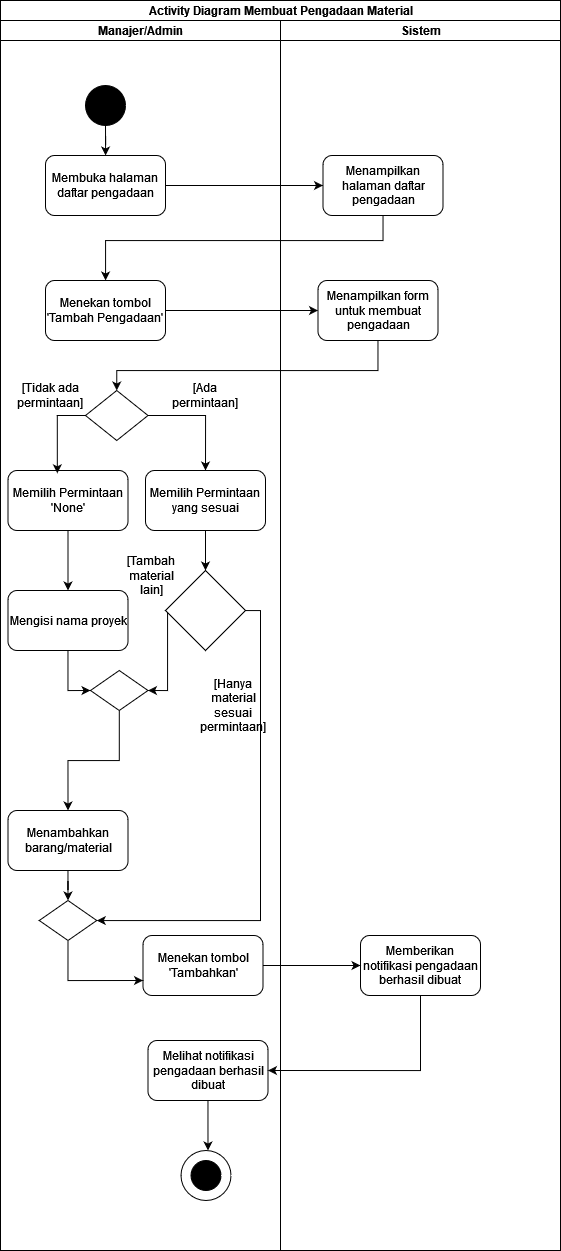 Activity Diagram Membuat Pengadaan Material
Manajer/Admin
Sistem
Membuka halaman
daftar pengadaan
Menampilkan
halaman daftar
pengadaan
Menekan tombol
'Tambah Pengadaan'
Menampilkan form
untuk membuat
pengadaan
[Tidak ada
permintaan]
[Ada
permintaan]
Memilih Permintaan
'None'
Memilih Permintaan
yang sesuai
[Tambah
material
lain]
Mengisi nama proyek
[Hanya
material
sesuai
permintaan]
Menambahkan
barang/material
Menekan tombol
'Tambahkan'
Memberikan
notifikasi pengadaan
berhasil dibuat
Melihat notifikasi
pengadaan berhasil
dibuat